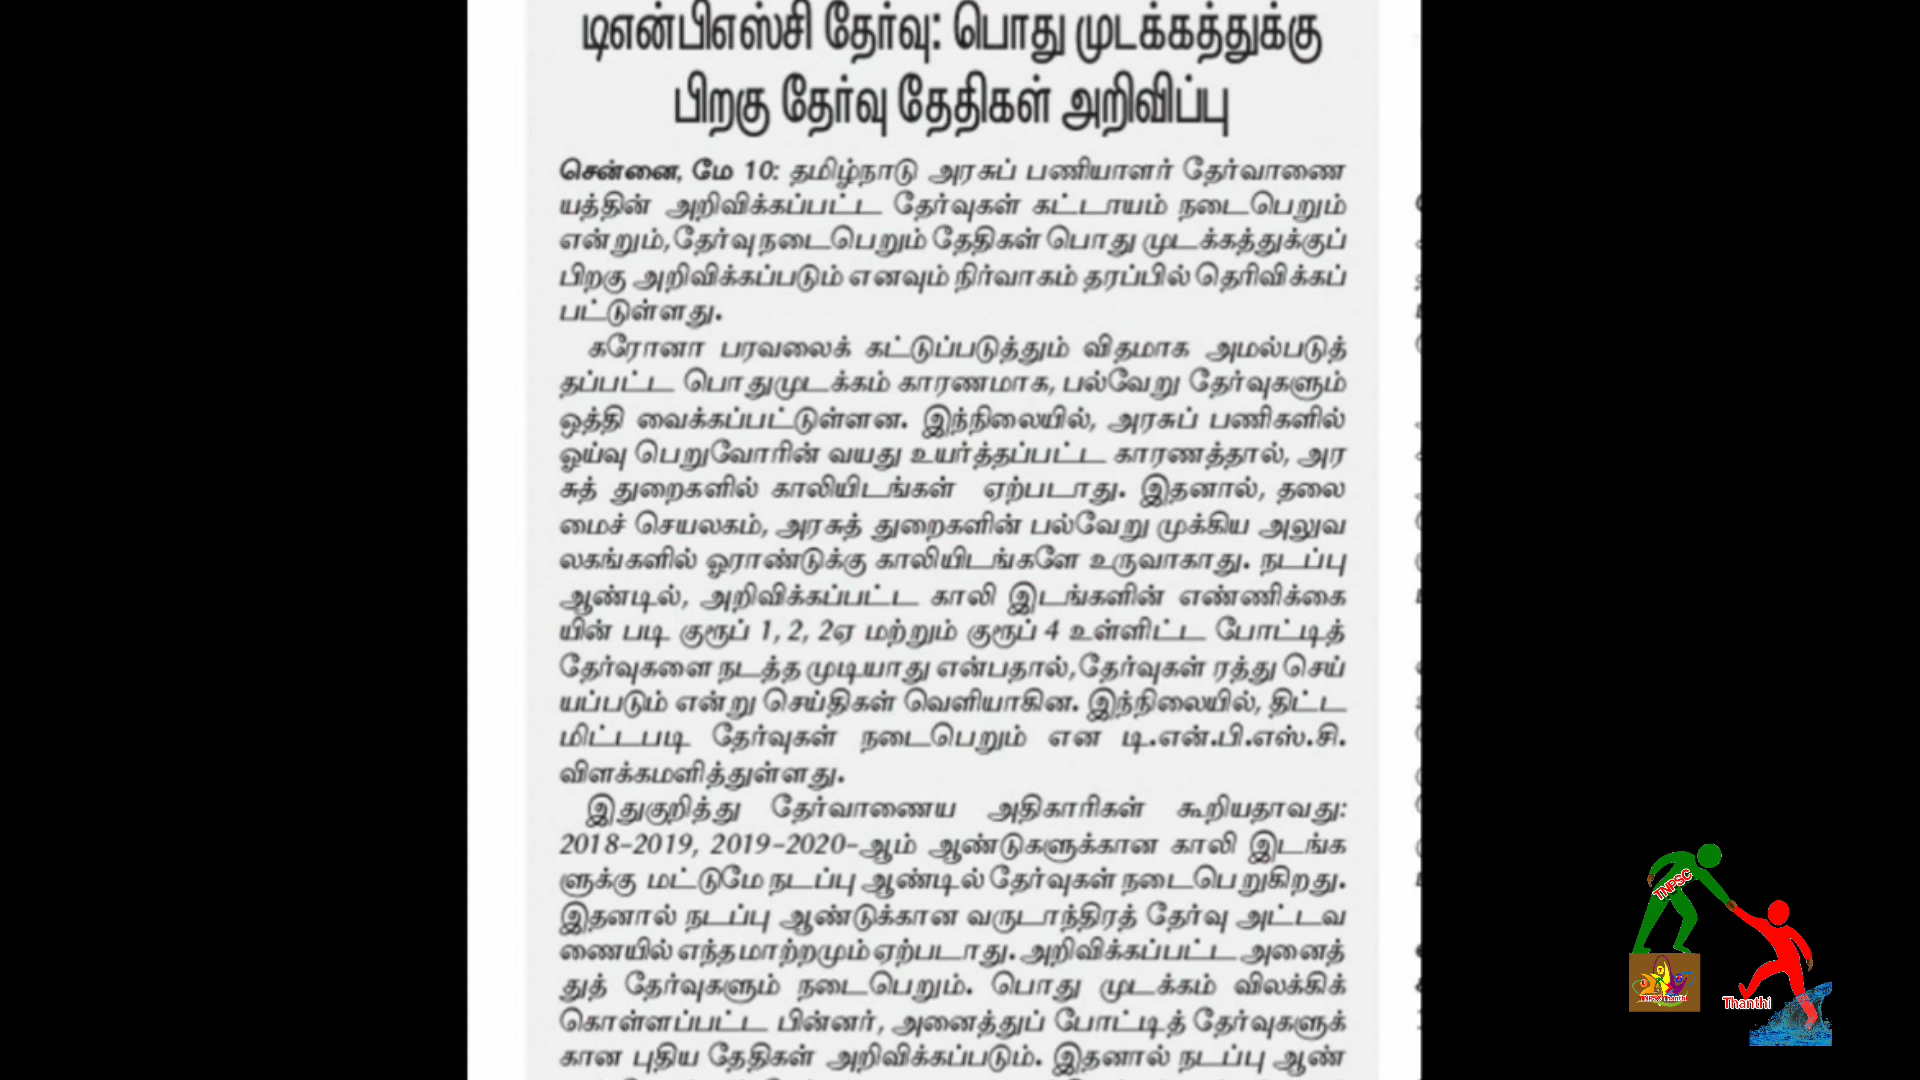 டிஎன்பிஎஸ்சி தேர்வு: பொது முடக்கத்துக்கு
பிறகு தேர்வு தேதிகள் அறிவிப்பு
சென்னை, மே 10: தமிழ்நாடு அரசுப் பணியாளர் தேர்வாணை
யத்தின் அறிவிக்கப்பட்ட தேர்வுகள் கட்டாயம் நடைபெறும்
என்றும்,தேர்வு நடைபெறும் தேதிகள் பொது முடக்கத்துக்குப்
பிறகு அறிவிக்கப்படும் எனவும் நிர்வாகம் தரப்பில் தெரிவிக்கப்
பட்டுள்ளது.
கரோனா பரவலைக் கட்டுப்படுத்தும் விதமாக அமல்படுத்
தப்பட்ட பொதுமுடக்கம் காரணமாக, பல்வேறு தேர்வுகளும்
ஒத்தி வைக்கப்பட்டுள்ளன. இந்நிலையில், அரசுப் பணிகளில்
ஓய்வு பெறுவோரின் வயது உயர்த்தப்பட்ட காரணத்தால், அர
சுத் துறைகளில் காலியிடங்கள் ஏற்படாது. இதனால், தலை
மைச் செயலகம், அரசுத் துறைகளின் பல்வேறு முக்கிய அலுவ
லகங்களில் ஓராண்டுக்கு காலியிடங்களே உருவாகாது. நடப்பு
ஆண்டில், அறிவிக்கப்பட்ட காலி இடங்களின் எண்ணிக்கை
யின் படி குரூப் 1, 2, 2ஏ மற்றும் குரூப் 4 உள்ளிட்ட போட்டித்
தேர்வுகளை நடத்த முடியாது என்பதால்,தேர்வுகள் ரத்து செய்
யப்படும் என்று செய்திகள் வெளியாகின. இந்நிலையில், திட்ட
மிட்டபடி தேர்வுகள் நடைபெறும் என டி.என்.பி.எஸ்.சி.
விளக்கமளித்துள்ளது.
இதுகுறித்து தேர்வாணைய அதிகாரிகள் கூறியதாவது:
2018-2019, 2019-2020-ஆம் ஆண்டுகளுக்கான காலி இடங்க
ளுக்கு மட்டுமே நடப்பு ஆண்டில் தேர்வுகள் நடைபெறுகிறது.
இதனால் நடப்பு ஆண்டுக்கான வருடாந்திரத் தேர்வு அட்டவ
ணையில் எந்த மாற்றமும் ஏற்படாது. அறிவிக்கப்பட்ட அனைத்
துத் தேர்வுகளும் நடைபெறும். பொது முடக்கம் விலக்கிக்
கொள்ளப்பட்ட பின்னர், அனைத்துப் போட்டித் தேர்வுகளுக்
கான புதிய தேதிகள் அறிவிக்கப்படும். இதனால் நடப்பு ஆண்
TNPSC
TNPSC Thanthi
Thanthi